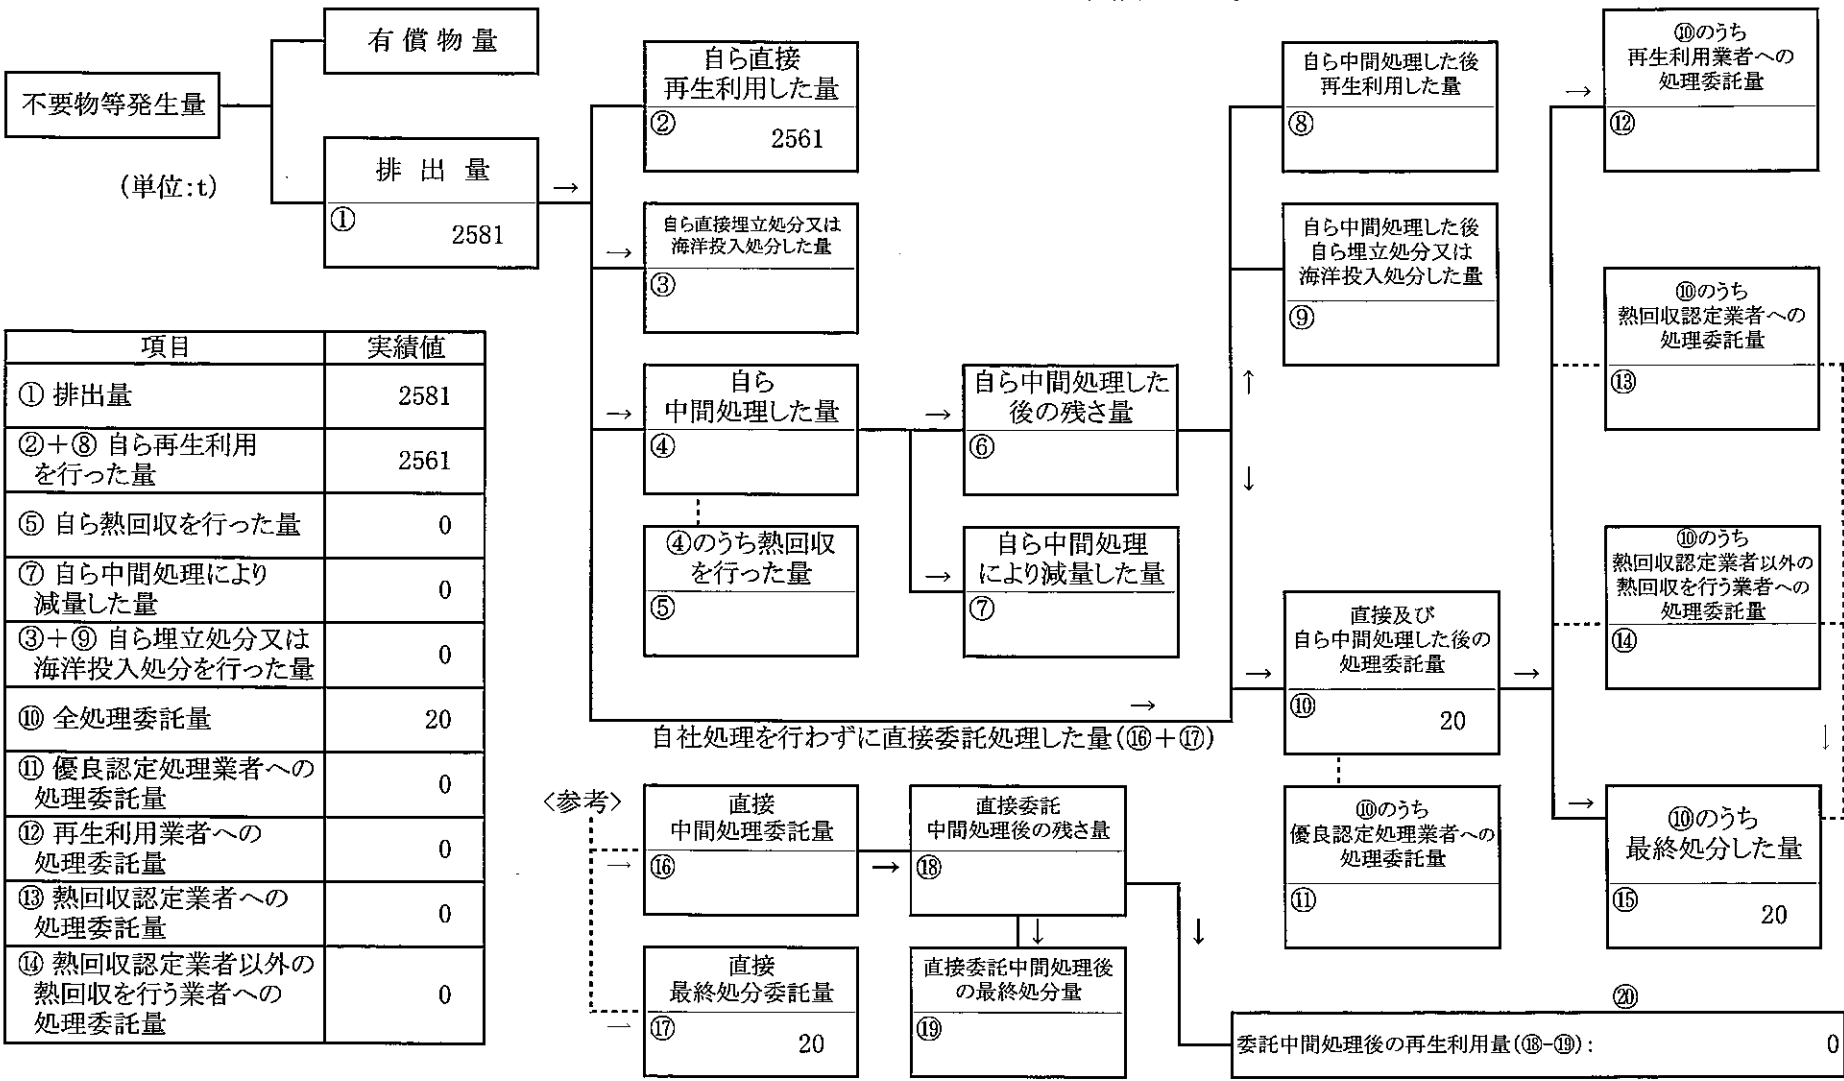 不要物等発生量
(単位:t)
有償物量
排出量
①
2581
→
自ら直接
再生利用した量
②
2561
→
自ら直接埋立処分又は
海洋投入処分した量
③
→
自ら
中間処理した量
④
④のうち熱回収
を行った量
⑤
→
自ら中間処理した
後の残さ量
⑥
→
自ら中間処理
により減量した量
⑦
自ら中間処理した後
再生利用した量
⑧
自ら中間処理した後
自ら埋立処分又は
海洋投入処分した量
⑨
↑
↓
→
自社処理を行わずに直接委託処理した量(⑯+⑰)
→
直接及び
自ら中間処理した後の
処理委託量
⑩
20
⑩のうち
優良認定処理業者への
処理委託量
⑪
→
→
⑩のうち
再生利用業者への
処理委託量
⑫
⑩のうち
熱回収認定業者への
処理委託量
⑬
⑩のうち
熱回収認定業者以外の
熱回収を行う業者への
処理委託量
⑭
↓
→
⑩のうち
最終処分した量
⑮
20
項目 実績値
① 排出量 2581
②+⑧ 自ら再生利用
を行った量 2561
⑤ 自ら熱回収を行った量 0
⑦ 自ら中間処理により
減量した量 0
③+⑨ 自ら埋立処分又は
海洋投入処分を行った量 0
⑩ 全処理委託量 20
⑪ 優良認定処理業者への
処理委託量 0
⑫ 再生利用業者への
処理委託量 0
⑬ 熱回収認定業者への
処理委託量 0
⑭ 熱回収認定業者以外の
熱回収を行う業者への
処理委託量 0
〈参考〉
→
直接
中間処理委託量
⑯
→
直接委託
中間処理後の残さ量
⑱
→
直接
最終処分委託量
⑰
20
↓
直接委託中間処理後
の最終処分量
⑲
↓
⑳
委託中間処理後の再生利用量(⑱-⑲): 0